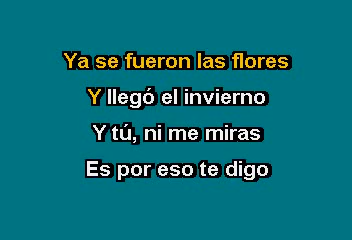 Ya se fueron las flores
Y llegó el invierno
Y tú, ni me miras
Es por eso te digo